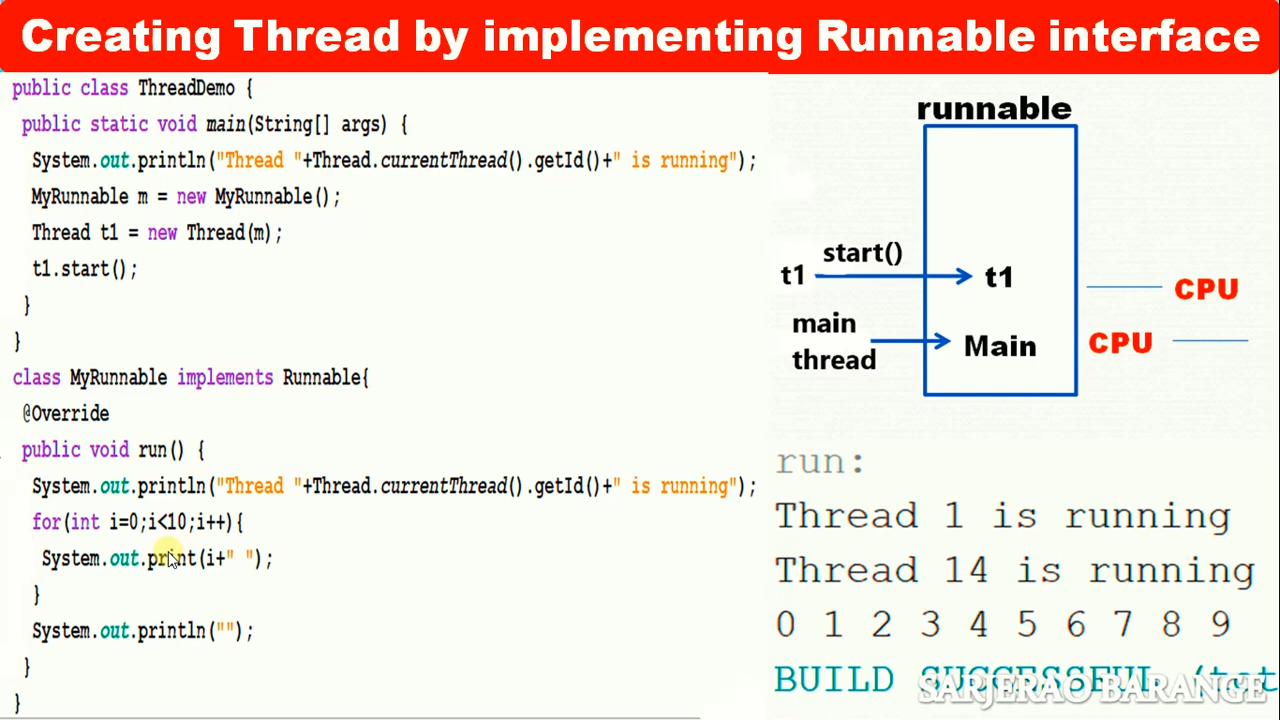 Creating Thread by implementing Runnable interface
public class ThreadDemo {
public static void main(String[] args) {
System.out.println("Thread "+Thread.currentThread().getId()+" is running");
MyRunnable m = new MyRunnable();
Thread t1 = new Thread(m);
t1.start();
}
}
class MyRunnable implements Runnable{
@Override
public void run() {
System.out.println("Thread "+Thread.currentThread().getId()+" is running");
for(int i=0;i<10;i++){
System.out.print(i+" ");
}
System.out.println("");
}
}
runnable
start()
t1
t1
CPU
main
thread
Main
CPU
run:
Thread 1 is running
Thread 14 is running
0 1 2 3 4 5 6 7 8 9
BUILD SUCCESSFUL (tot
SARJERAO BARANGE